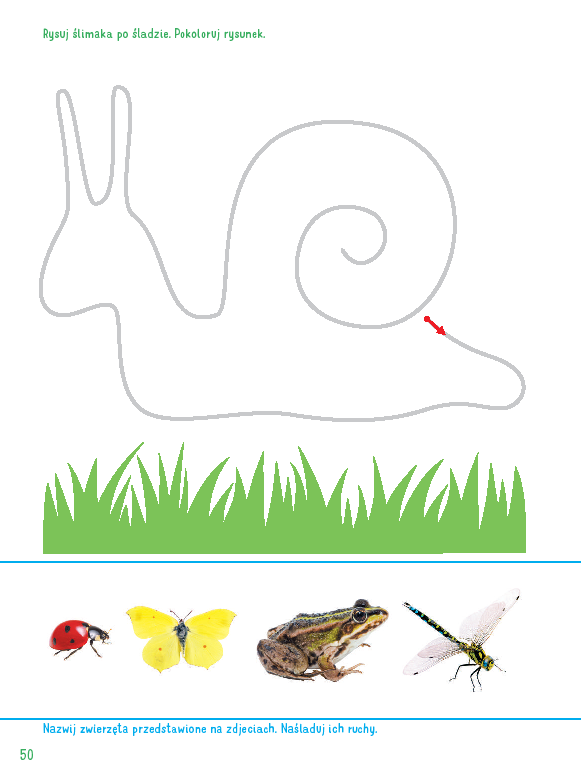 Rysuj ślimaka po śladzie. Pokoloruj rysunek.
Nazwij zwierzęta przedstawione na zdjęciach. Naśladuj ich ruchy.
50